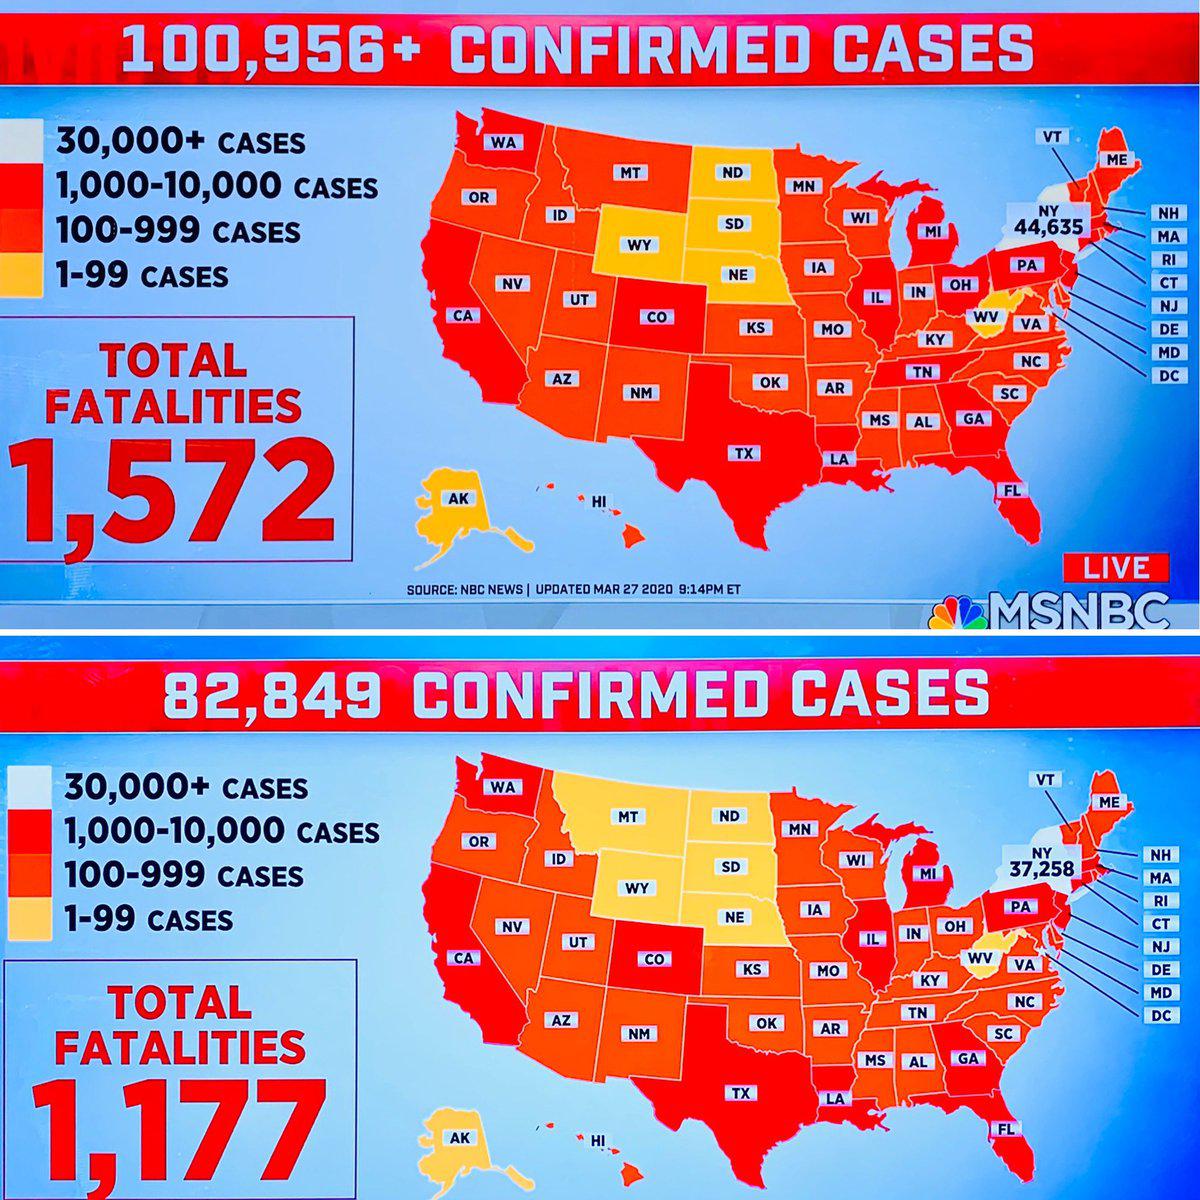 100,956+ CONFIRMED CASES
30,000+ CASES
1,000-10,000 CASES
100-999 CASES
1-99 CASES
TOTAL
FATALITIES
1,572
WA
MT
ND
MN
VT
ME
OR
ID
WY
SD
WI
MI
NY
44,635
NH
MA
RI
CT
NJ
DE
MD
DC
NV
UT
CO
NE
IA
IL
IN
OH
PA
CA
KS
MO
KY
WV
VA
AZ
NM
OK
AR
TN
NC
SC
MS
AL
GA
TX
LA
FL
AK
HI
SOURCE: NBC NEWS | UPDATED MAR 27 2020 9:14PM ET
LIVE
MSNBC
82,849 CONFIRMED CASES
30,000+ CASES
1,000-10,000 CASES
100-999 CASES
1-99 CASES
TOTAL
FATALITIES
1,177
WA
MT
ND
MN
VT
ME
OR
ID
WY
SD
WI
MI
NY
37,258
NH
MA
RI
CT
NJ
DE
MD
DC
NV
UT
CO
NE
IA
IL
IN
OH
PA
CA
KS
MO
KY
WV
VA
AZ
NM
OK
AR
TN
NC
SC
MS
AL
GA
TX
LA
FL
AK
HI